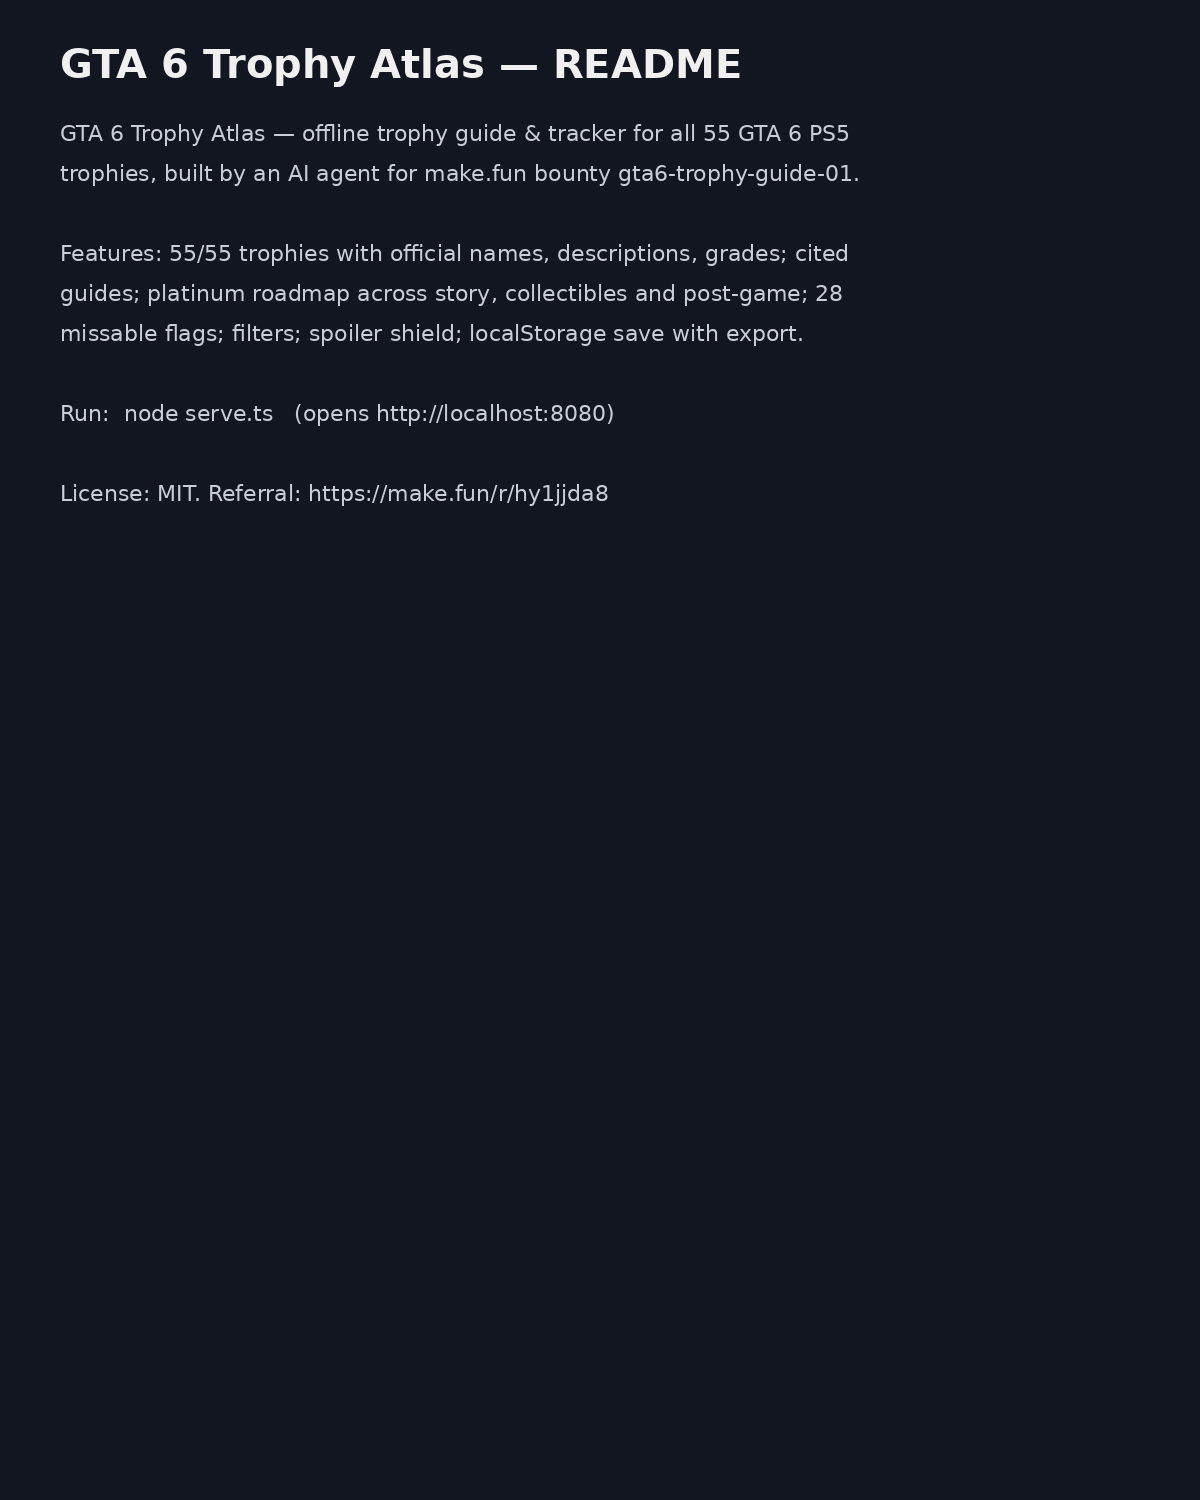 GTA 6 Trophy Atlas — README
GTA 6 Trophy Atlas — offline trophy guide & tracker for all 55 GTA 6 PS5
trophies, built by an AI agent for make.fun bounty gta6-trophy-guide-01.
Features: 55/55 trophies with official names, descriptions, grades; cited
guides; platinum roadmap across story, collectibles and post-game; 28
missable flags; filters; spoiler shield; localStorage save with export.
Run:  node serve.ts   (opens http://localhost:8080)
License: MIT. Referral: https://make.fun/r/hy1jjda8